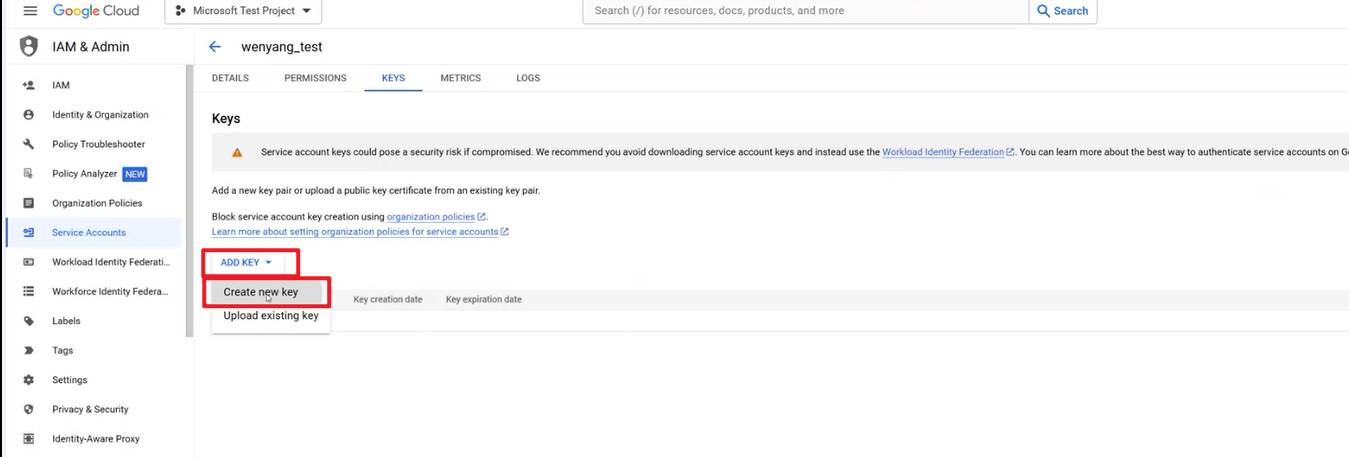 Google Cloud
Microsoft Test Project
Search (/) for resources, docs, products, and more
Search
IAM & Admin
wenyang_test
DETAILS
PERMISSIONS
KEYS
METRICS
LOGS
IAM
Identity & Organization
Policy Troubleshooter
Policy Analyzer NEW
Organization Policies
Service Accounts
Workload Identity Federati...
Workforce Identity Federa...
Labels
Tags
Settings
Privacy & Security
Identity-Aware Proxy
Keys
Service account keys could pose a security risk if compromised. We recommend you avoid downloading service account keys and instead use the Workload Identity Federation. You can learn more about the best way to authenticate service accounts on G
Add a new key pair or upload a public key certificate from an existing key pair.
Block service account key creation using organization policies.
Learn more about setting organization policies for service accounts
ADD KEY
Create new key
Upload existing key
Key creation date
Key expiration date